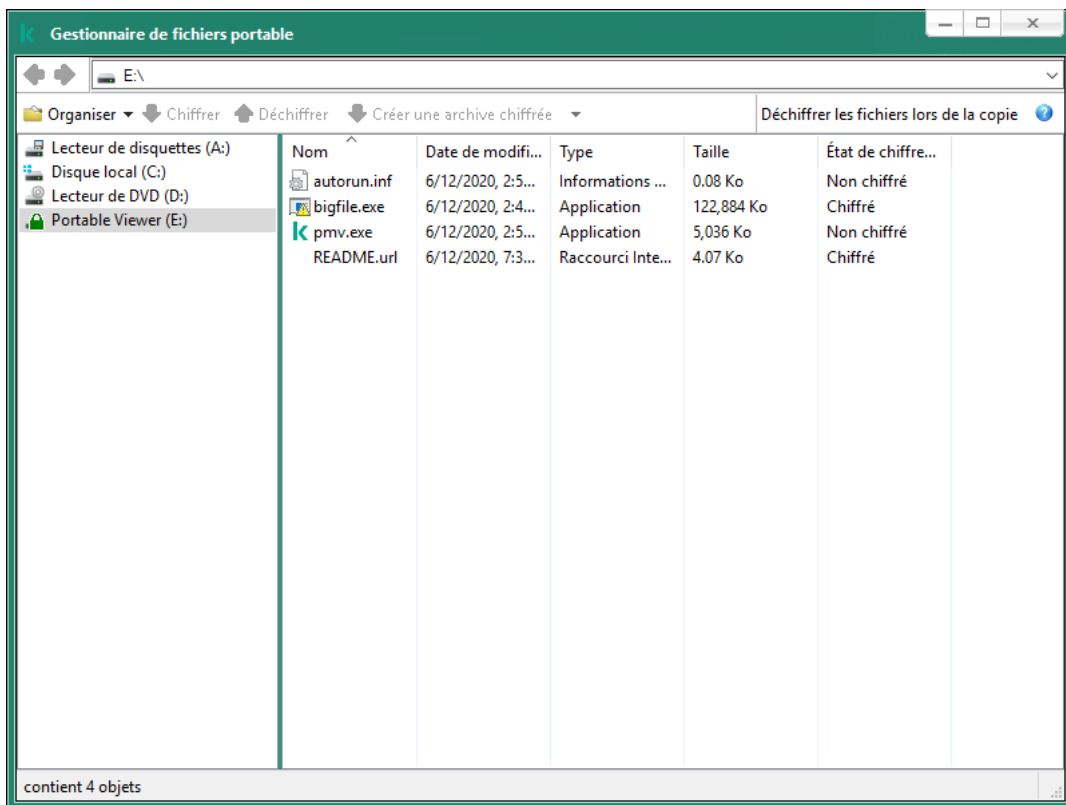 Gestionnaire de fichiers portable
E:\
Organiser Chiffrer Déchiffrer Créer une archive chiffrée Déchiffrer les fichiers lors de la copie
Lecteur de disquettes (A:)
Disque local (C:)
Lecteur de DVD (D:)
Portable Viewer (E:)
Nom Date de modifi... Type Taille État de chiffre...
autorun.inf 6/12/2020, 2:5... Informations ... 0.08 Ko Non chiffré
bigfile.exe 6/12/2020, 2:4... Application 122,884 Ko Chiffré
pmv.exe 6/12/2020, 2:5... Application 5,036 Ko Non chiffré
README.url 6/12/2020, 7:3... Raccourci Inte... 4.07 Ko Chiffré
contient 4 objets